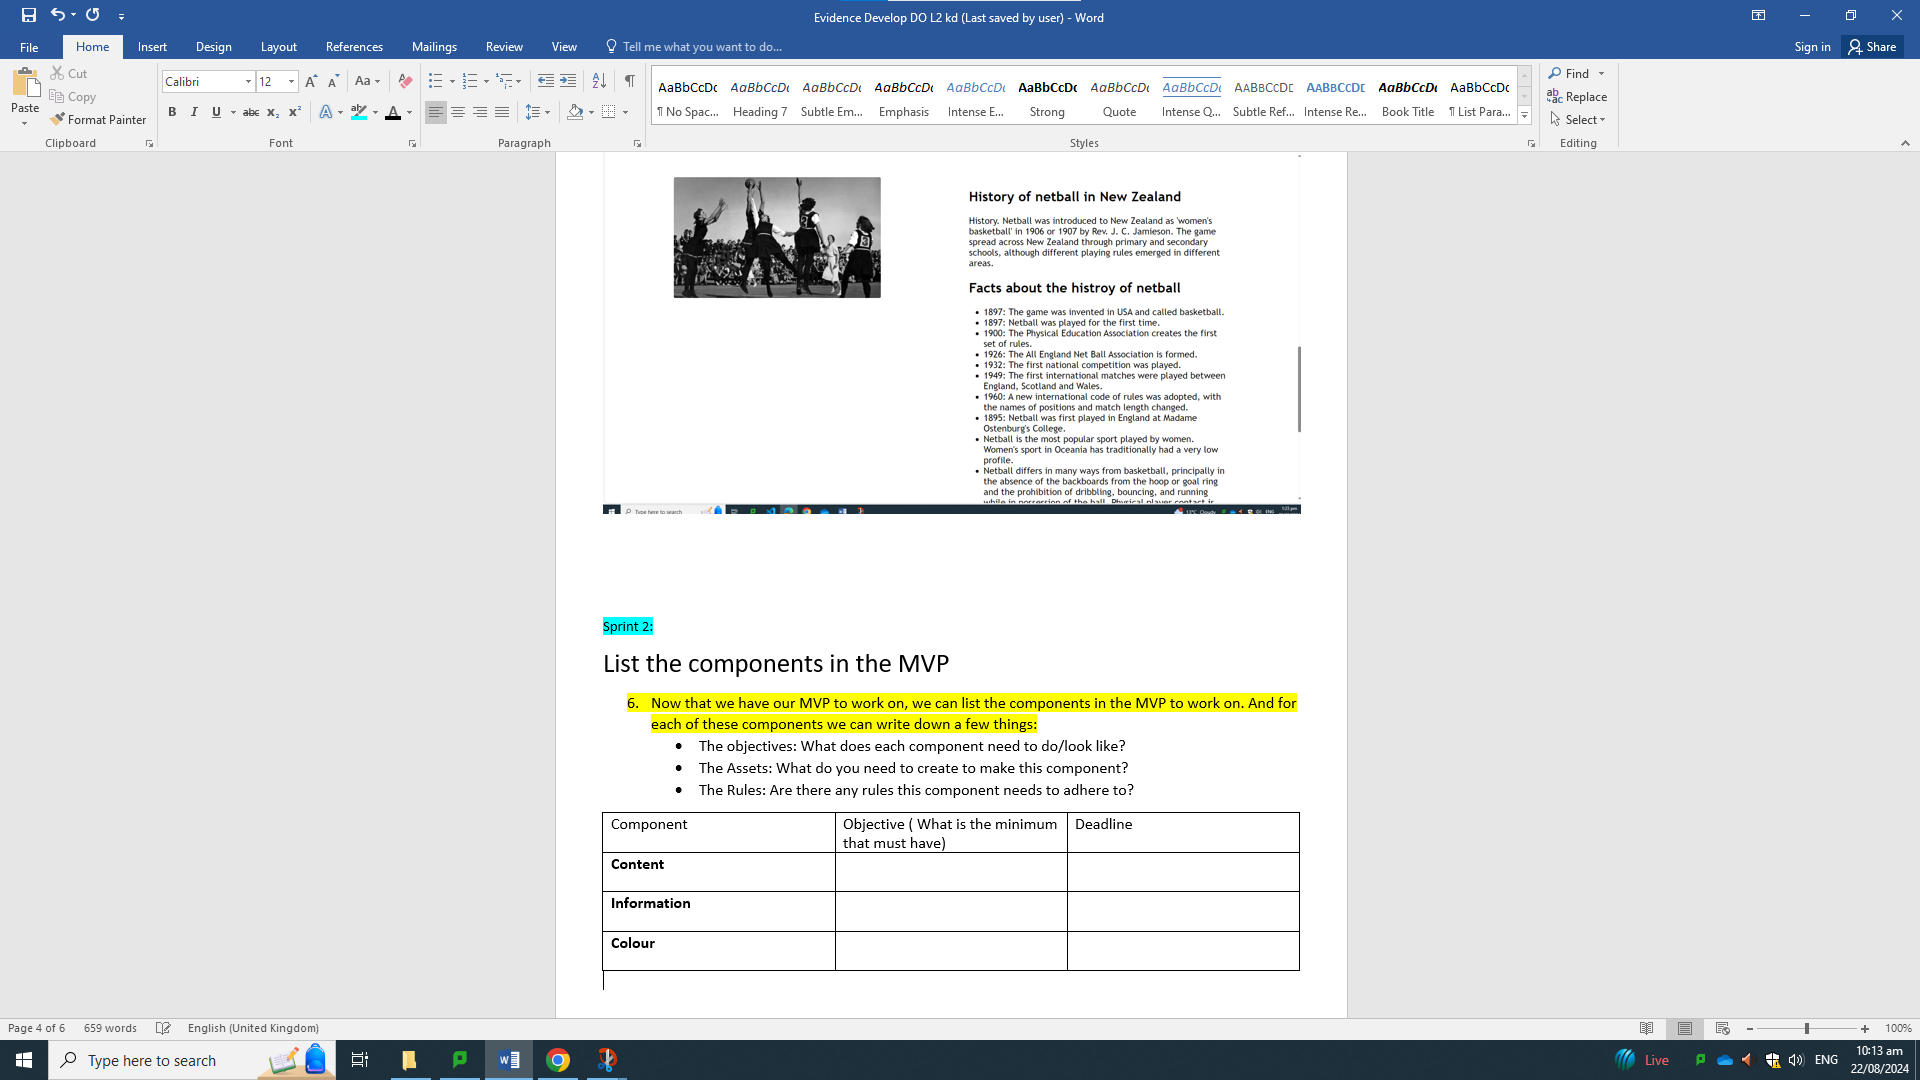 Evidence Develop DO L2 kd (Last saved by user) - Word
File Home Insert Design Layout References Mailings Review View Tell me what you want to do... Sign in Share
Paste
Cut
Copy
Format Painter
Clipboard
Calibri 12
Font
Paragraph
AaBbCcDc AaBbCcDc AaBbCcDc AaBbCcDc AaBbCcDc AaBbCcDc AaBbCcDc AaBbCcDc AABBCCDE AABBCCDE AaBbCcDc AaBbCcDc
¶ No Spac... Heading 7 Subtle Em... Emphasis Intense E... Strong Quote Intense Q... Subtle Ref... Intense Re... Book Title ¶ List Para...
Styles
Find
Replace
Select
Editing
History of netball in New Zealand
History. Netball was introduced to New Zealand as 'women's
basketball' in 1906 or 1907 by Rev. J. C. Jamieson. The game
spread across New Zealand through primary and secondary
schools, although different playing rules emerged in different
areas.
Facts about the histroy of netball
• 1897: The game was invented in USA and called basketball.
• 1897: Netball was played for the first time.
• 1900: The Physical Education Association creates the first
set of rules.
• 1926: The All England Net Ball Association is formed.
• 1932: The first national competition was played.
• 1949: The first international matches were played between
England, Scotland and Wales.
• 1960: A new international code of rules was adopted, with
the names of positions and match length changed.
• 1895: Netball was first played in England at Madame
Ostenburg's College.
• Netball is the most popular sport played by women.
Women's sport in Oceania has traditionally had a very low
profile.
• Netball differs in many ways from basketball, principally in
the absence of the backboards from the hoop or goal ring
and the prohibition of dribbling, bouncing, and running
while in possession of the ball. Physical player contact is
Type here to search
13°C Cloudy ENG
Sprint 2:
List the components in the MVP
6. Now that we have our MVP to work on, we can list the components in the MVP to work on. And for
each of these components we can write down a few things:
• The objectives: What does each component need to do/look like?
• The Assets: What do you need to create to make this component?
• The Rules: Are there any rules this component needs to adhere to?
Component Objective ( What is the minimum that must have) Deadline
Content
Information
Colour
Page 4 of 6 659 words English (United Kingdom) 100%
Type here to search
Live
ENG
10:13 am
22/08/2024